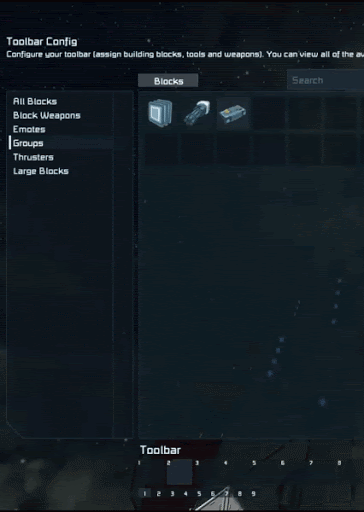 Toolbar Config
Configure your toolbar (assign building blocks, tools and weapons). You can view all of the av
Blocks
Search
All Blocks
Block Weapons
Emotes
Groups
Thrusters
Large Blocks
Toolbar
1 2 3 4 5 6 7 8
1 2 3 4 5 6 7 8 9